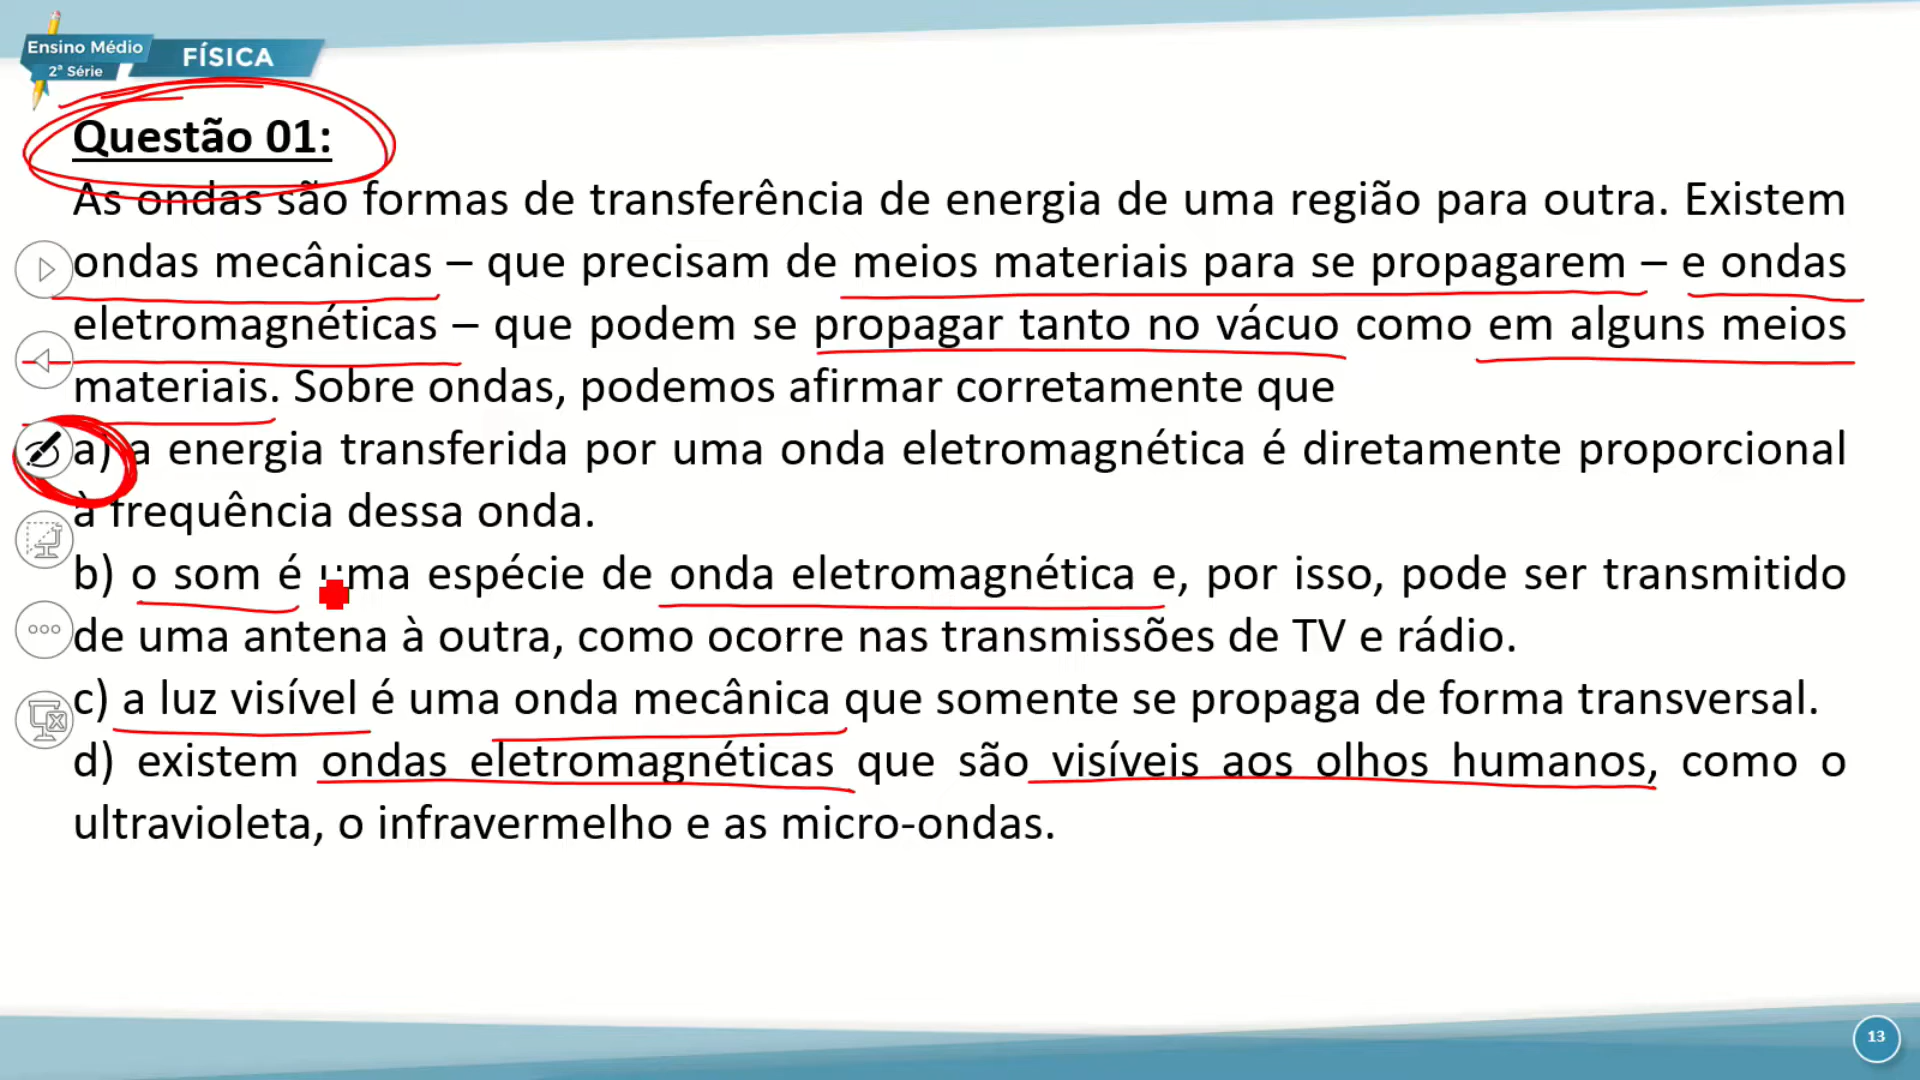 Ensino Médio
2ª Série
FÍSICA
Questão 01:
As ondas são formas de transferência de energia de uma região para outra. Existem
ondas mecânicas – que precisam de meios materiais para se propagarem – e ondas
eletromagnéticas – que podem se propagar tanto no vácuo como em alguns meios
materiais. Sobre ondas, podemos afirmar corretamente que
a) a energia transferida por uma onda eletromagnética é diretamente proporcional
à frequência dessa onda.
b) o som é uma espécie de onda eletromagnética e, por isso, pode ser transmitido
de uma antena à outra, como ocorre nas transmissões de TV e rádio.
c) a luz visível é uma onda mecânica que somente se propaga de forma transversal.
d) existem ondas eletromagnéticas que são visíveis aos olhos humanos, como o
ultravioleta, o infravermelho e as micro-ondas.
13